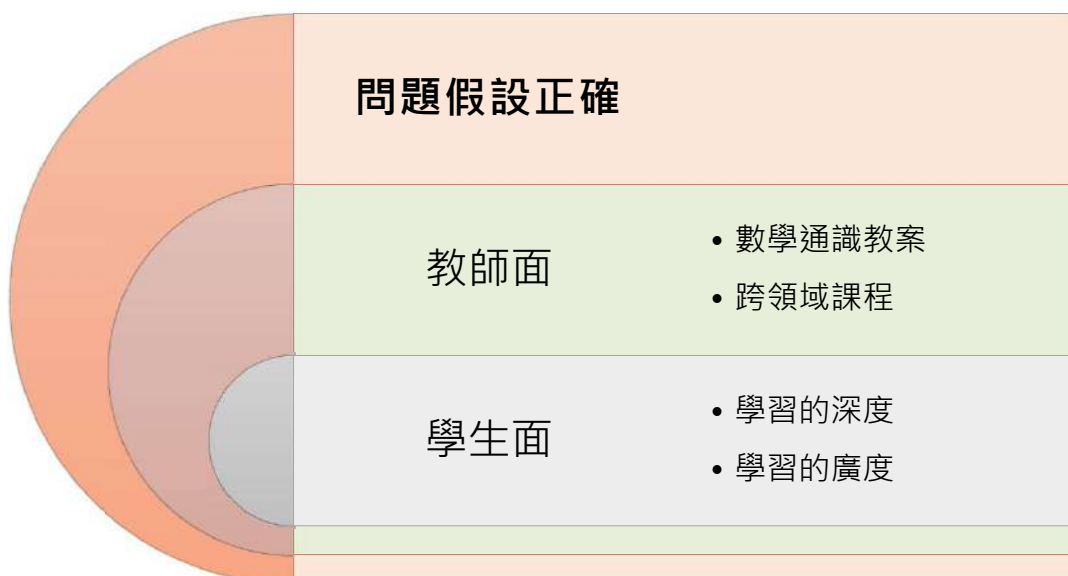 問題假設正確
教師面
• 數學通識教案
• 跨領域課程
學生面
• 學習的深度
• 學習的廣度